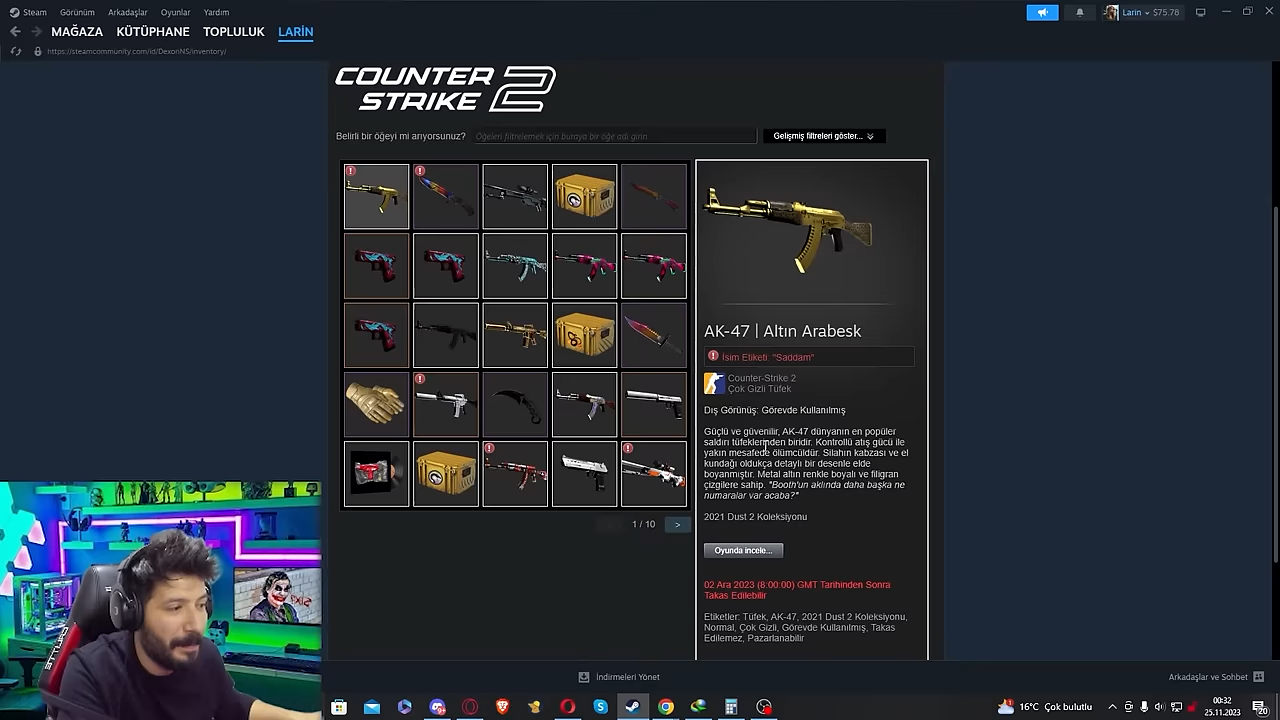 Steam Görünüm Arkadaşlar Oyunlar Yardım
Larin $75.78
MAĞAZA KÜTÜPHANE TOPLULUK LARİN
https://steamcommunity.com/id/DexonNS/inventory/
COUNTER
STRIKE 2
Belirli bir öğeyi mi arıyorsunuz? Öğeleri filtrelemek için buraya bir öğe adı girin Gelişmiş filtreleri göster...
AK-47 | Altın Arabesk
İsim Etiketi: "Saddam"
Counter-Strike 2
Çok Gizli Tüfek
Dış Görünüş: Görevde Kullanılmış
Güçlü ve güvenilir, AK-47 dünyanın en popüler
saldırı tüfeklerinden biridir. Kontrollü atış gücü ile
yakın mesafede ölümcüldür. Silahın kabzası ve el
kundağı oldukça detaylı bir desenle elde
boyanmıştır. Metal altın renkle boyalı ve filigran
çizgilere sahip. "Booth'un aklında daha başka ne
numaralar var acaba?"
2021 Dust 2 Koleksiyonu
1 / 10 >
Oyunda incele...
02 Ara 2023 (8:00:00) GMT Tarihinden Sonra
Takas Edilebilir
Etiketler: Tüfek, AK-47, 2021 Dust 2 Koleksiyonu,
Normal, Çok Gizli, Görevde Kullanılmış, Takas
Edilemez, Pazarlanabilir
İndirmeleri Yönet
Arkadaşlar ve Sohbet
16°C Çok bulutlu
00:32
25.11.2023